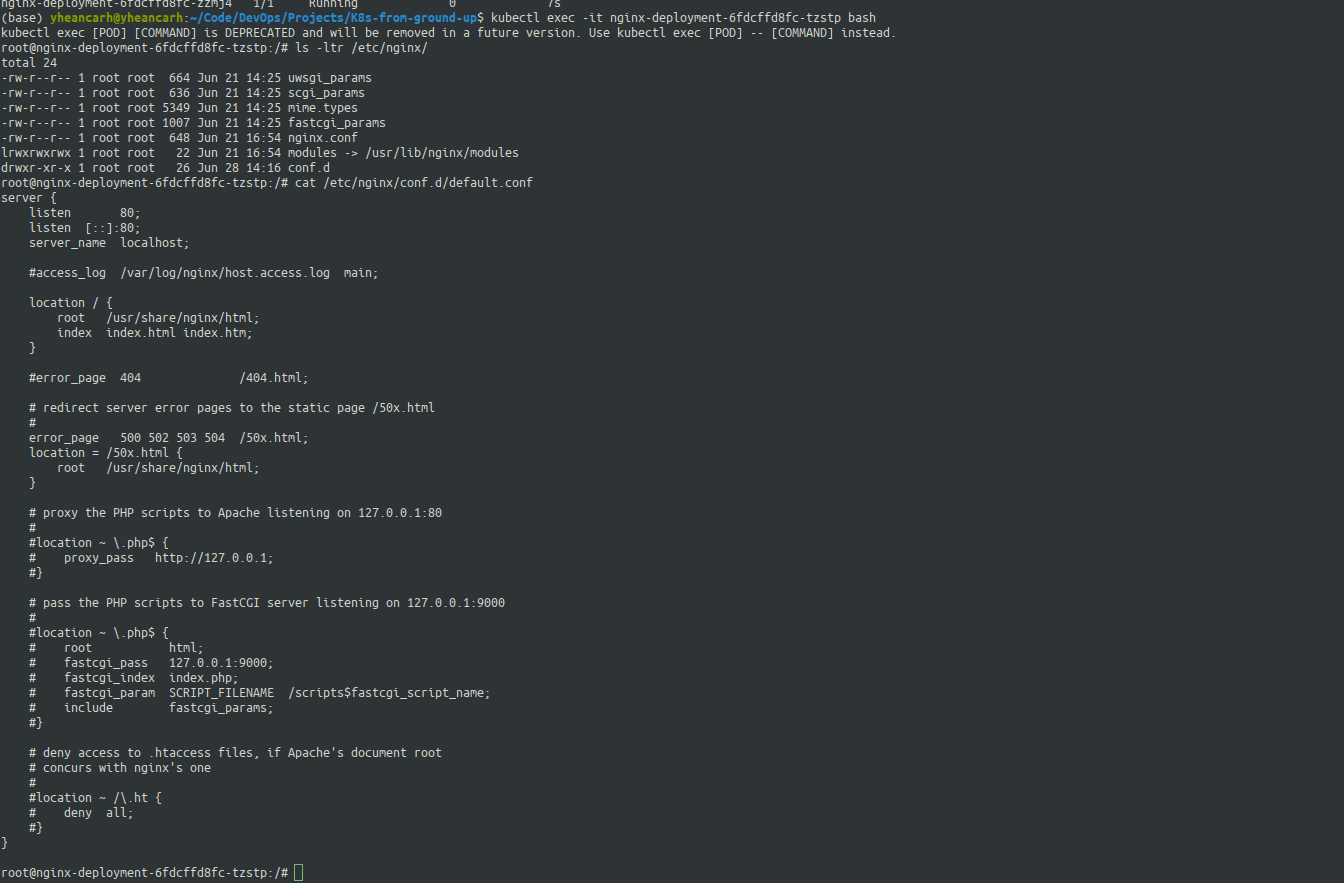 nginx-deployment-6fdcffd8fc-zzmj4   1/1     Running             0             7s
(base) yheancarh@yheancarh:~/Code/DevOps/Projects/K8s-from-ground-up$ kubectl exec -it nginx-deployment-6fdcffd8fc-tzstp bash
kubectl exec [POD] [COMMAND] is DEPRECATED and will be removed in a future version. Use kubectl exec [POD] -- [COMMAND] instead.
root@nginx-deployment-6fdcffd8fc-tzstp:/# ls -ltr /etc/nginx/
total 24
-rw-r--r-- 1 root root  664 Jun 21 14:25 uwsgi_params
-rw-r--r-- 1 root root  636 Jun 21 14:25 scgi_params
-rw-r--r-- 1 root root 5349 Jun 21 14:25 mime.types
-rw-r--r-- 1 root root 1007 Jun 21 14:25 fastcgi_params
-rw-r--r-- 1 root root  648 Jun 21 16:54 nginx.conf
lrwxrwxrwx 1 root root   22 Jun 21 16:54 modules -> /usr/lib/nginx/modules
drwxr-xr-x 1 root root   26 Jun 28 14:16 conf.d
root@nginx-deployment-6fdcffd8fc-tzstp:/# cat /etc/nginx/conf.d/default.conf
server {
    listen       80;
    listen  [::]:80;
    server_name  localhost;

    #access_log  /var/log/nginx/host.access.log  main;

    location / {
        root   /usr/share/nginx/html;
        index  index.html index.htm;
    }

    #error_page  404              /404.html;

    # redirect server error pages to the static page /50x.html
    #
    error_page   500 502 503 504  /50x.html;
    location = /50x.html {
        root   /usr/share/nginx/html;
    }

    # proxy the PHP scripts to Apache listening on 127.0.0.1:80
    #
    #location ~ \.php$ {
    #    proxy_pass   http://127.0.0.1;
    #}

    # pass the PHP scripts to FastCGI server listening on 127.0.0.1:9000
    #
    #location ~ \.php$ {
    #    root           html;
    #    fastcgi_pass   127.0.0.1:9000;
    #    fastcgi_index  index.php;
    #    fastcgi_param  SCRIPT_FILENAME  /scripts$fastcgi_script_name;
    #    include        fastcgi_params;
    #}

    # deny access to .htaccess files, if Apache's document root
    # concurs with nginx's one
    #
    #location ~ /\.ht {
    #    deny  all;
    #}
}

root@nginx-deployment-6fdcffd8fc-tzstp:/#